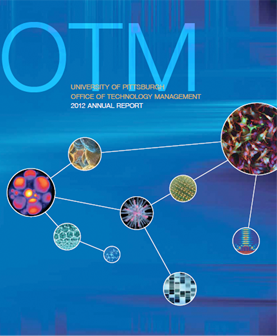 OTM
UNIVERSITY OF PITTSBURGH
OFFICE OF TECHNOLOGY MANAGEMENT
2012 ANNUAL REPORT